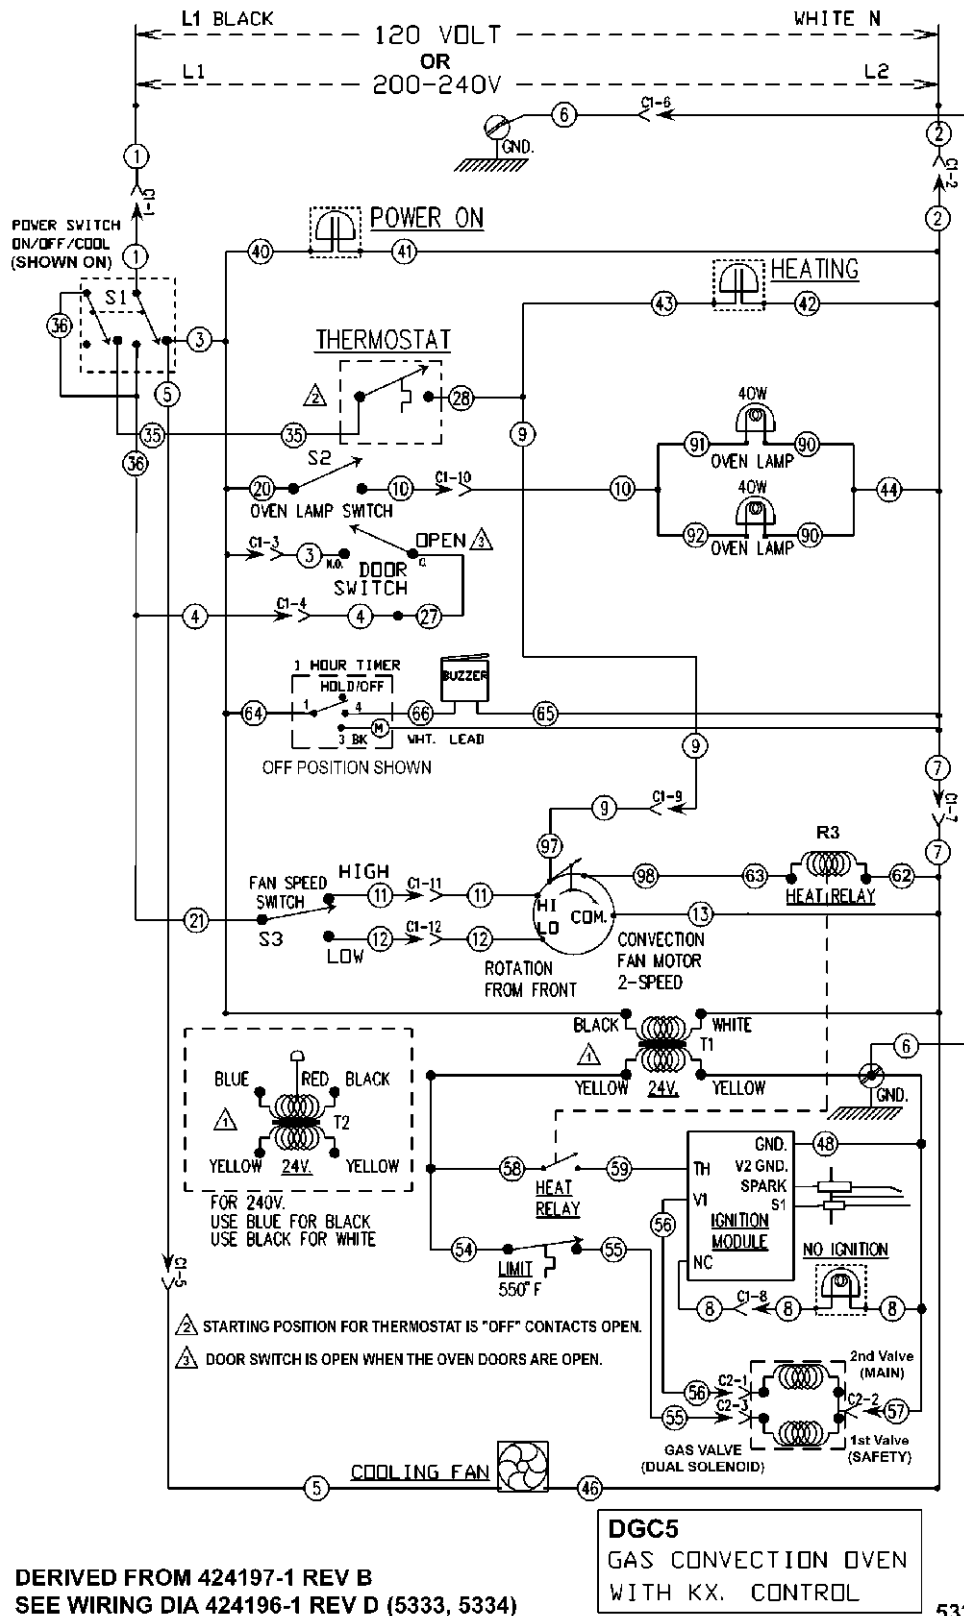 L1 BLACK
WHITE N
120 VOLT
OR
L1
L2
200-240V
6
C1-6
GND.
1
2
C1-1
C1-2
2
POWER SWITCH
ON/OFF/COOL
(SHOWN ON)
1
POWER ON
40
41
HEATING
S1
43
42
36
3
THERMOSTAT
5
2
28
40W
9
35
35
91
90
OVEN LAMP
36
S2
C1-10
20
10
10
44
OVEN LAMP SWITCH
40W
92
90
OVEN LAMP
C1-3
3
N.O.
OPEN
3
C.
DOOR
SWITCH
C1-4
4
4
27
1 HOUR TIMER
HOLD/OFF
BUZZER
64
1
4
66
65
3 BK
M
WHT. LEAD
OFF POSITION SHOWN
9
7
C1-7
9
C1-9
7
97
R3
HIGH
FAN SPEED
SWITCH
11
C1-11
11
98
63
62
HEAT RELAY
HI
LO
COM.
21
S3
13
12
C1-12
12
LOW
ROTATION
FROM FRONT
CONVECTION
FAN MOTOR
2-SPEED
BLACK
WHITE
T1
1
6
YELLOW
24V.
YELLOW
GND.
BLUE
RED
BLACK
1
T2
YELLOW
24V.
YELLOW
FOR 240V.
USE BLUE FOR BLACK
USE BLACK FOR WHITE
GND.
48
58
59
TH
V2 GND.
HEAT
RELAY
SPARK
V1
S1
56
IGNITION
MODULE
54
55
LIMIT
550°F
NC
NO IGNITION
C1-5
8
C1-8
8
8
2 STARTING POSITION FOR THERMOSTAT IS "OFF" CONTACTS OPEN.
3 DOOR SWITCH IS OPEN WHEN THE OVEN DOORS ARE OPEN.
2nd Valve
(MAIN)
56
C2-1
55
C2-3
C2-2
57
GAS VALVE
(DUAL SOLENOID)
1st Valve
(SAFETY)
COOLING FAN
5
46
DGC5
GAS CONVECTION OVEN
WITH KX. CONTROL
DERIVED FROM 424197-1 REV B
SEE WIRING DIA 424196-1 REV D (5333, 5334)